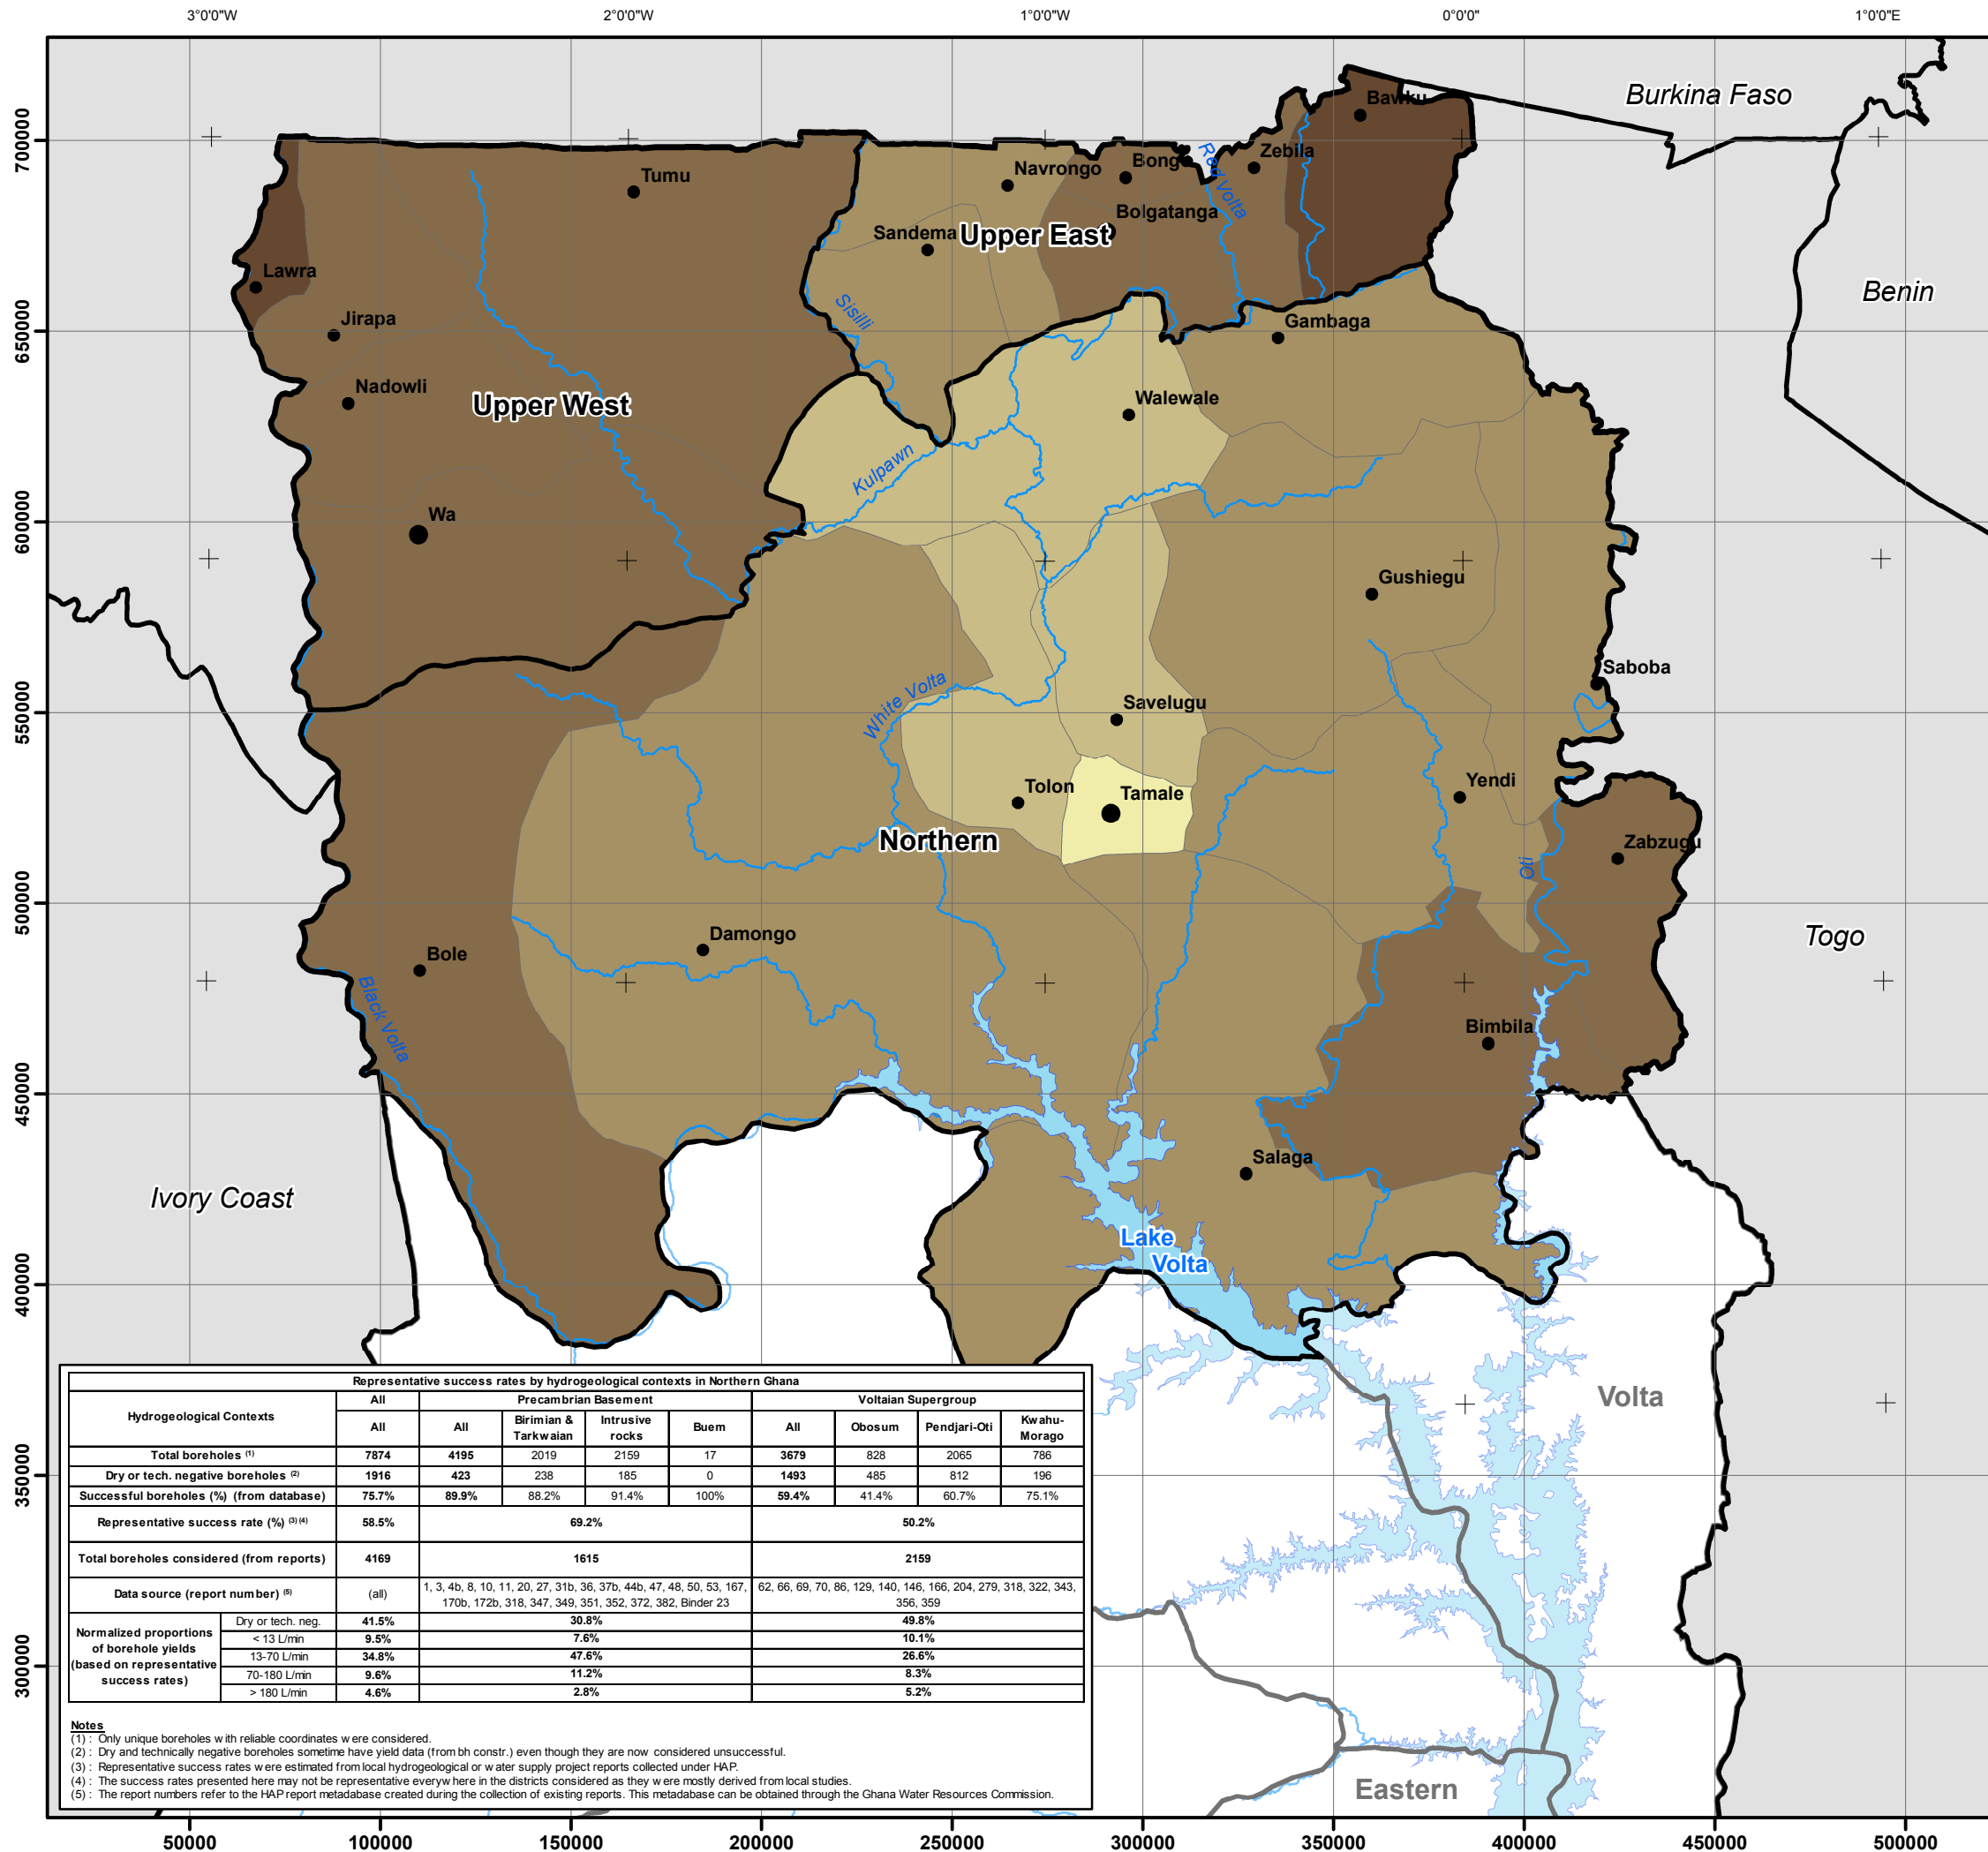 3°0'0"W 2°0'0"W 1°0'0"W 0°0'0" 1°0'0"E
Burkina Faso
Bawku
700000
Navrongo
Bong
Red Volta
Zebila
Tumu
Bolgatanga
Sandema
Upper East
Benin
Lawra
Sisilli
Jirapa
Gambaga
650000
Nadowli
Upper West
Walewale
Kulpawn
Wa
600000
Gushiegu
Saboba
White Volta
Savelugu
550000
Tolon
Tamale
Yendi
Northern
Zabzugu
Oti
500000
Damongo
Togo
Bole
Black Volta
Bimbila
450000
Salaga
Ivory Coast
Lake
Volta
400000
Volta
350000
300000
Eastern
Representative success rates by hydrogeological contexts in Northern Ghana
Hydrogeological Contexts All Precambrian Basement Voltaian Supergroup
All All Birimian & Tarkwaian Intrusive rocks Buem All Obosum Pendjari-Oti Kwahu-Morago
Total boreholes (1) 7874 4195 2019 2159 17 3679 828 2065 786
Dry or tech. negative boreholes (2) 1916 423 238 185 0 1493 485 812 196
Successful boreholes (%) (from database) 75.7% 89.9% 88.2% 91.4% 100% 59.4% 41.4% 60.7% 75.1%
Representative success rate (%) (3) (4) 58.5% 69.2% 50.2%
Total boreholes considered (from reports) 4169 1615 2159
Data source (report number) (5) (all) 1, 3, 4b, 8, 10, 11, 20, 27, 31b, 36, 37b, 44b, 47, 48, 50, 53, 167, 170b, 172b, 318, 347, 349, 351, 352, 372, 382, Binder 23 62, 66, 69, 70, 86, 129, 140, 146, 166, 204, 279, 318, 322, 343, 356, 359
Normalized proportions of borehole yields (based on representative success rates)
Dry or tech. neg. 41.5% 30.8% 49.8%
< 13 L/min 9.5% 7.6% 10.1%
13-70 L/min 34.8% 47.6% 26.6%
70-180 L/min 9.6% 11.2% 8.3%
> 180 L/min 4.6% 2.8% 5.2%
Notes
(1) : Only unique boreholes with reliable coordinates were considered.
(2) : Dry and technically negative boreholes sometime have yield data (from bh constr.) even though they are now considered unsuccessful.
(3) : Representative success rates were estimated from local hydrogeological or water supply project reports collected under HAP.
(4) : The success rates presented here may not be representative everywhere in the districts considered as they were mostly derived from local studies.
(5) : The report numbers refer to the HAP report metadabase created during the collection of existing reports. This metadabase can be obtained through the Ghana Water Resources Commission.
50000 100000 150000 200000 250000 300000 350000 400000 450000 500000